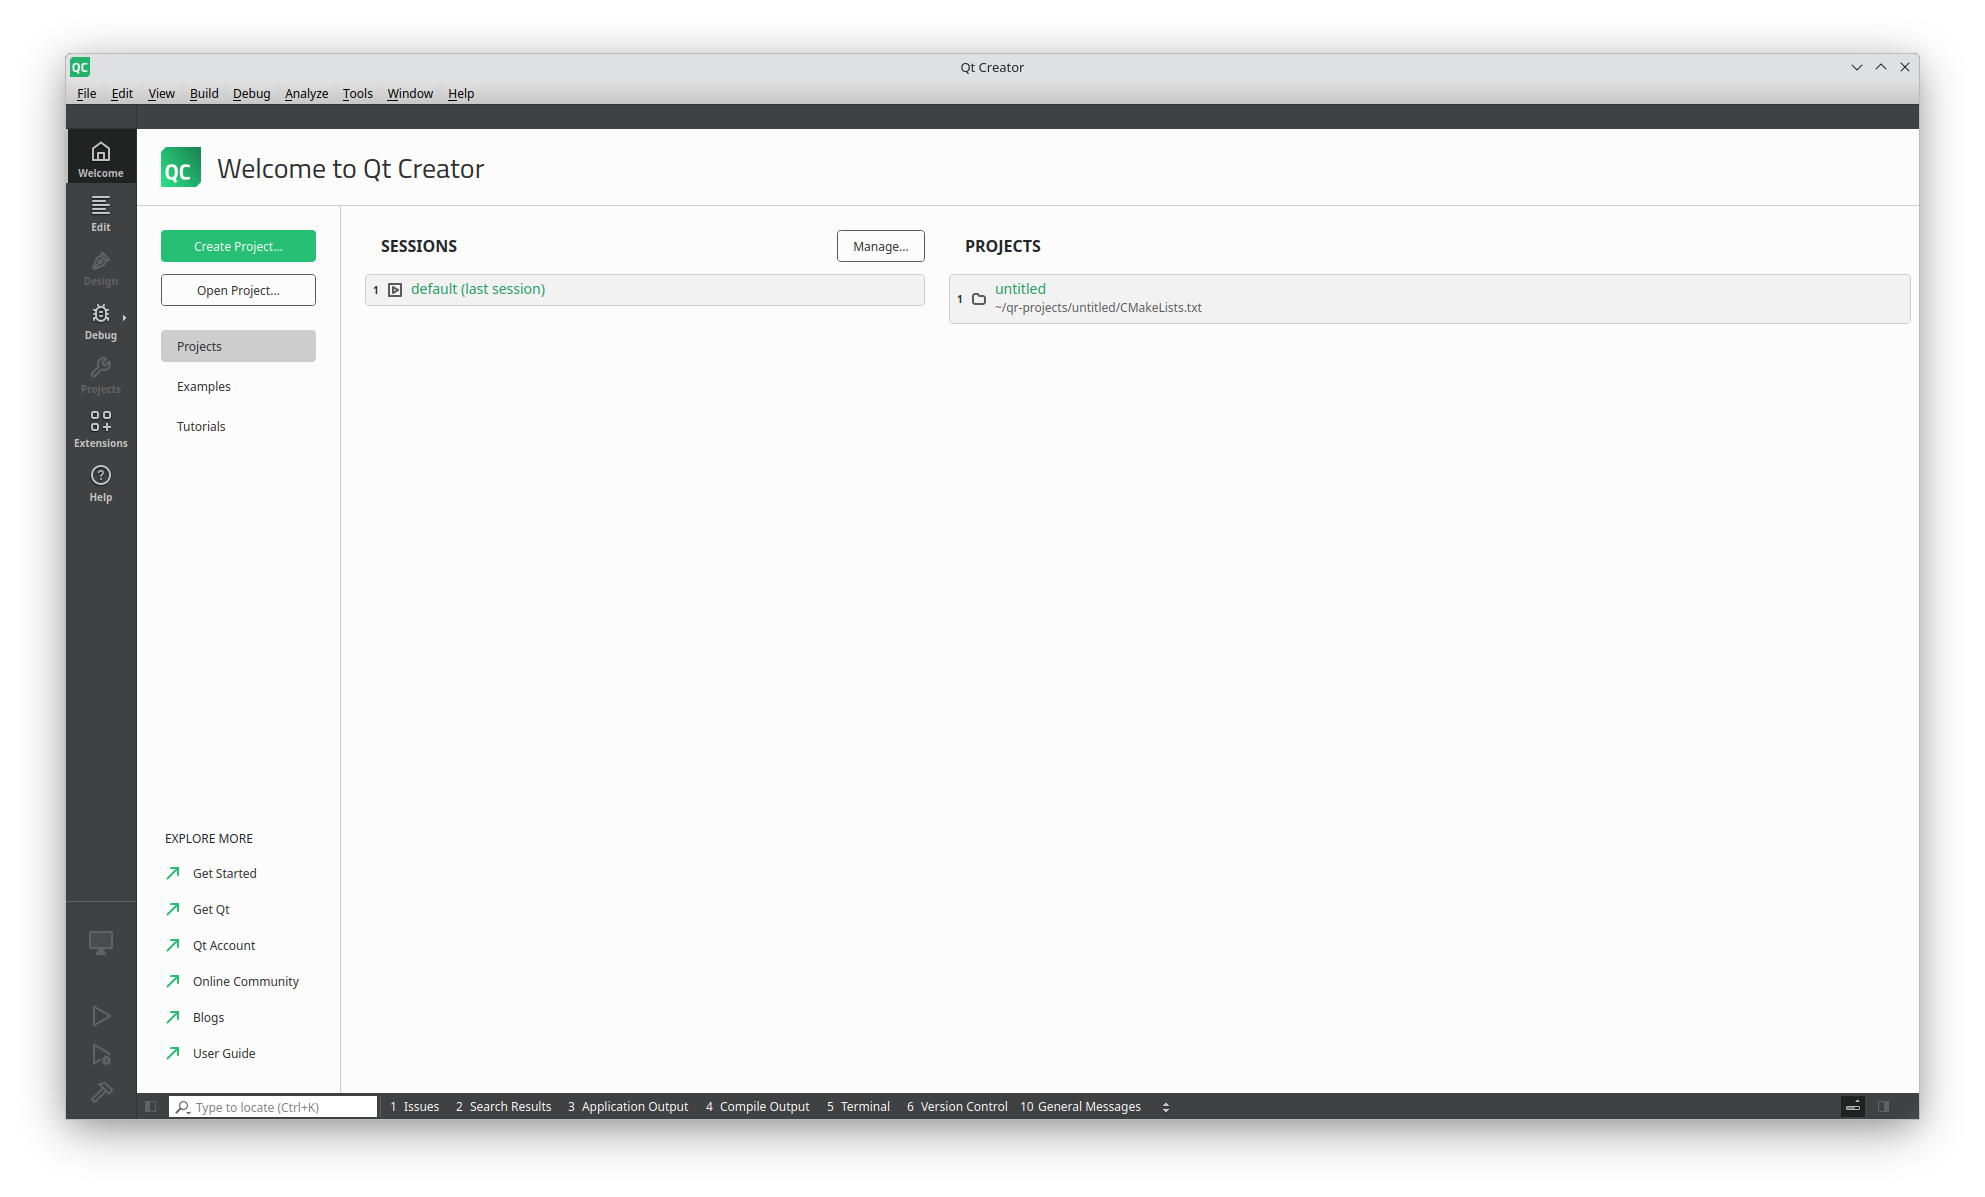 QC
Qt Creator
File Edit View Build Debug Analyze Tools Window Help
Welcome
Edit
Design
Debug
Projects
Extensions
Help
QC Welcome to Qt Creator
Create Project...
Open Project...
Projects
Examples
Tutorials
SESSIONS
Manage...
1 default (last session)
PROJECTS
1 untitled
~/qr-projects/untitled/CMakeLists.txt
EXPLORE MORE
Get Started
Get Qt
Qt Account
Online Community
Blogs
User Guide
Type to locate (Ctrl+K) 1 Issues 2 Search Results 3 Application Output 4 Compile Output 5 Terminal 6 Version Control 10 General Messages